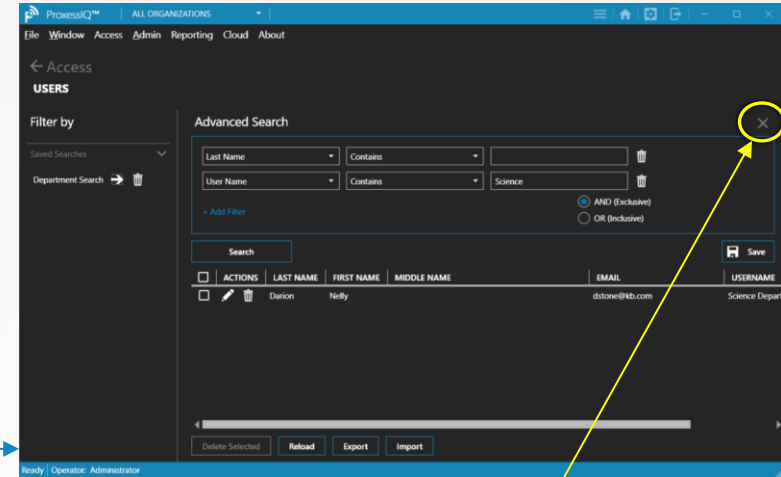 ProxessIQ™ ALL ORGANIZATIONS
File Window Access Admin Reporting Cloud About
Access
USERS
Filter by
Saved Searches
Department Search
Advanced Search
Last Name Contains
User Name Contains Science
+ Add Filter
AND (Exclusive)
OR (Inclusive)
Search Save
ACTIONS LAST NAME FIRST NAME MIDDLE NAME EMAIL USERNAME
Darion Nelly dstone@kb.com Science Depart
Delete Selected Reload Export Import
Ready Operator: Administrator